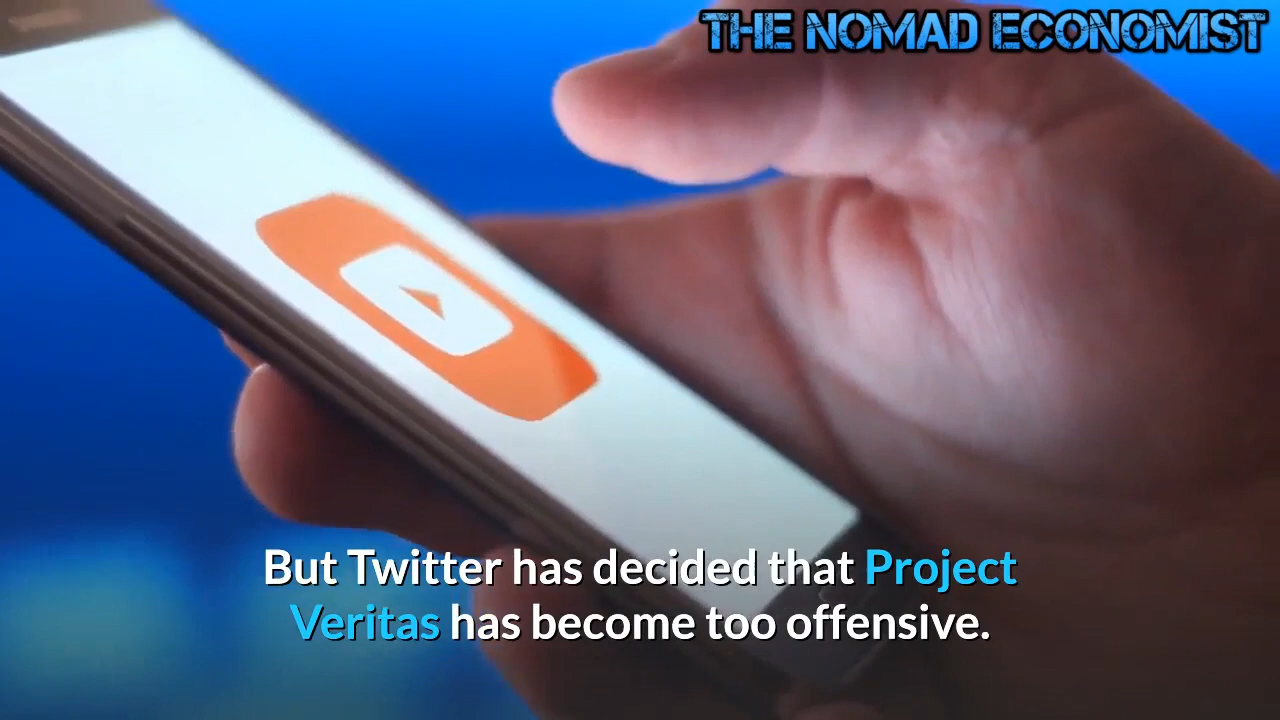 THE NOMAD ECONOMIST
But Twitter has decided that Project
Veritas has become too offensive.